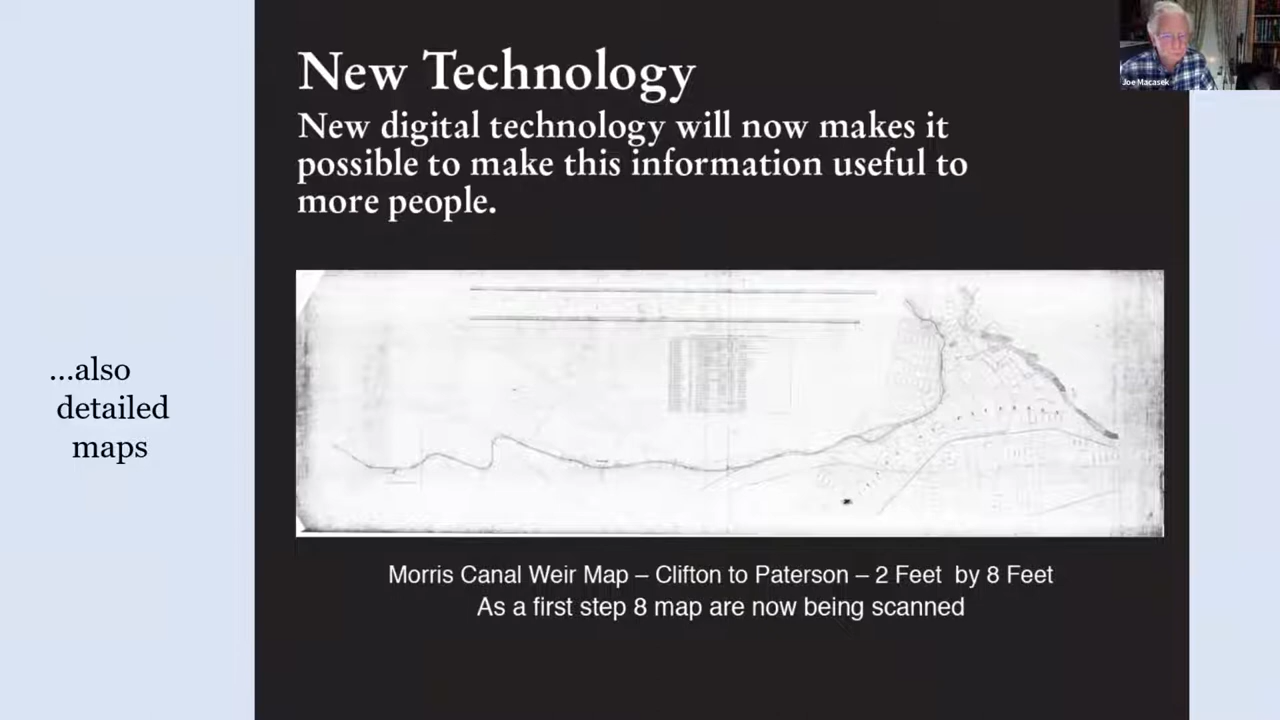 New Technology
New digital technology will now makes it
possible to make this information useful to
more people.
Joe Macasek
...also
detailed
maps
Morris Canal Weir Map – Clifton to Paterson – 2 Feet  by 8 Feet
As a first step 8 map are now being scanned